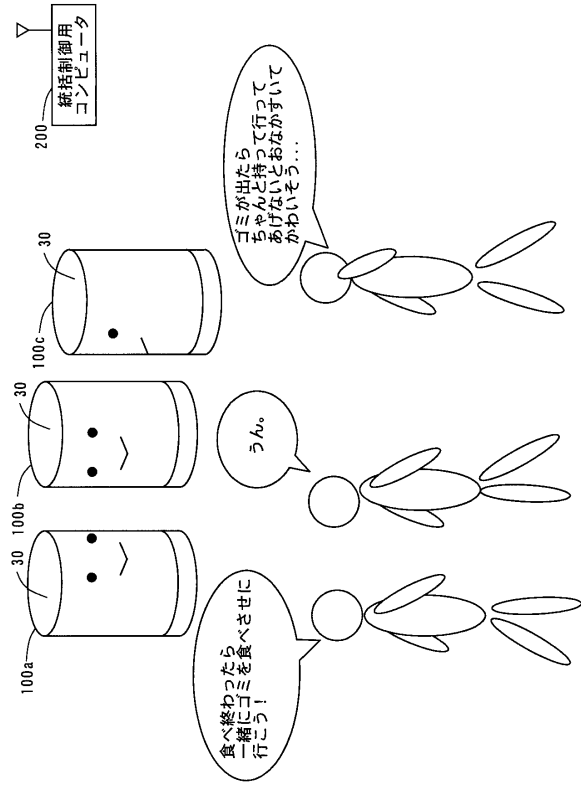 100a
30
100b
30
100c
30
200
統括制御用
コンピュータ
食べ終わったら
一緒にゴミを食べさせに
行こう！
うん。
ゴミが出たら
ちゃんと持って行って
あげないとおなかすいて
かわいそう...